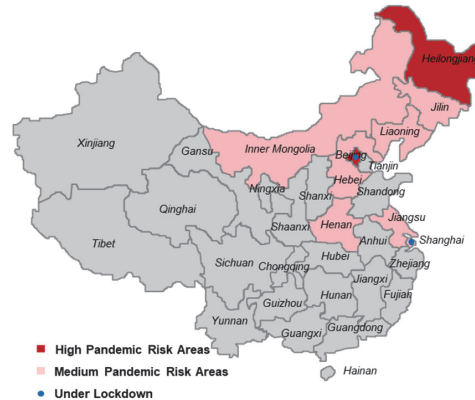 Heilongjiang
Jilin
Liaoning
Inner Mongolia
Xinjiang
Gansu
Beijing
Tianjin
Hebei
Ningxia
Shanxi
Shandong
Qinghai
Shaanxi
Henan
Jiangsu
Tibet
Anhui
Shanghai
Sichuan
Chongqing
Hubei
Zhejiang
Guizhou
Hunan
Jiangxi
Fujian
Yunnan
Guangxi
Guangdong
Hainan
High Pandemic Risk Areas
Medium Pandemic Risk Areas
Under Lockdown